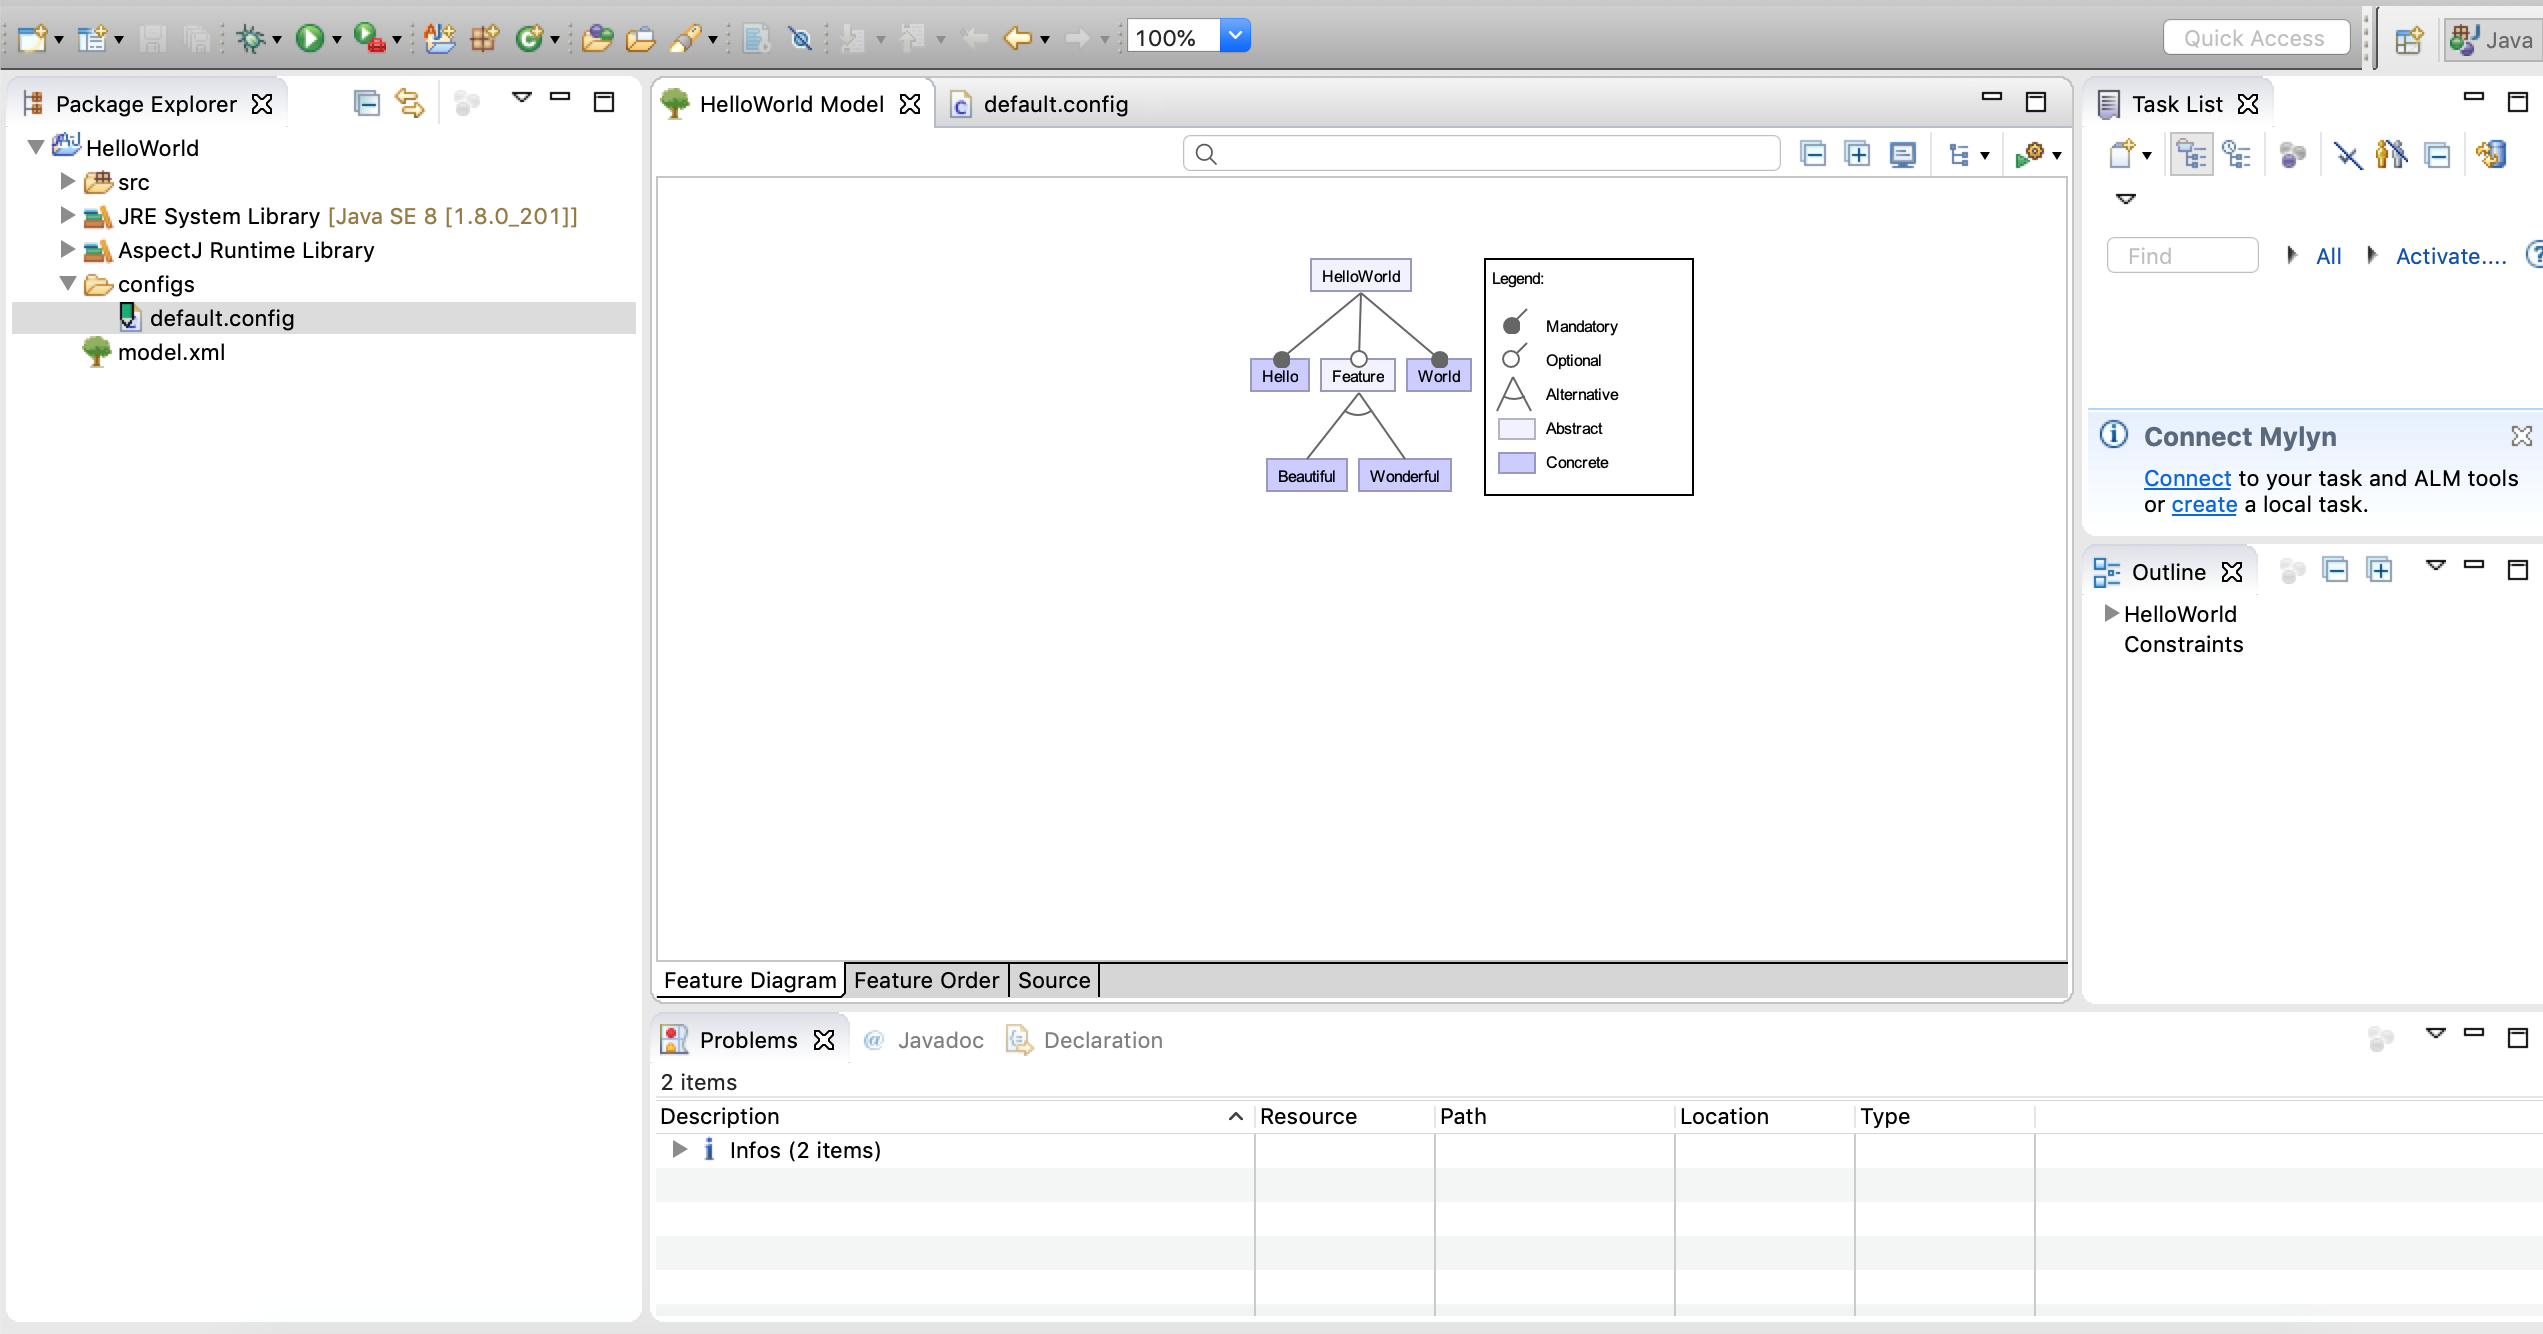 100%
Quick Access
Java
Package Explorer
HelloWorld
src
JRE System Library [Java SE 8 [1.8.0_201]]
AspectJ Runtime Library
configs
default.config
model.xml
HelloWorld Model
default.config
HelloWorld
Hello
Feature
World
Beautiful
Wonderful
Legend:
Mandatory
Optional
Alternative
Abstract
Concrete
Feature Diagram
Feature Order
Source
Task List
Find
All
Activate....
Connect Mylyn
Connect to your task and ALM tools
or create a local task.
Outline
HelloWorld
Constraints
Problems
@ Javadoc
Declaration
2 items
Description
Resource
Path
Location
Type
Infos (2 items)